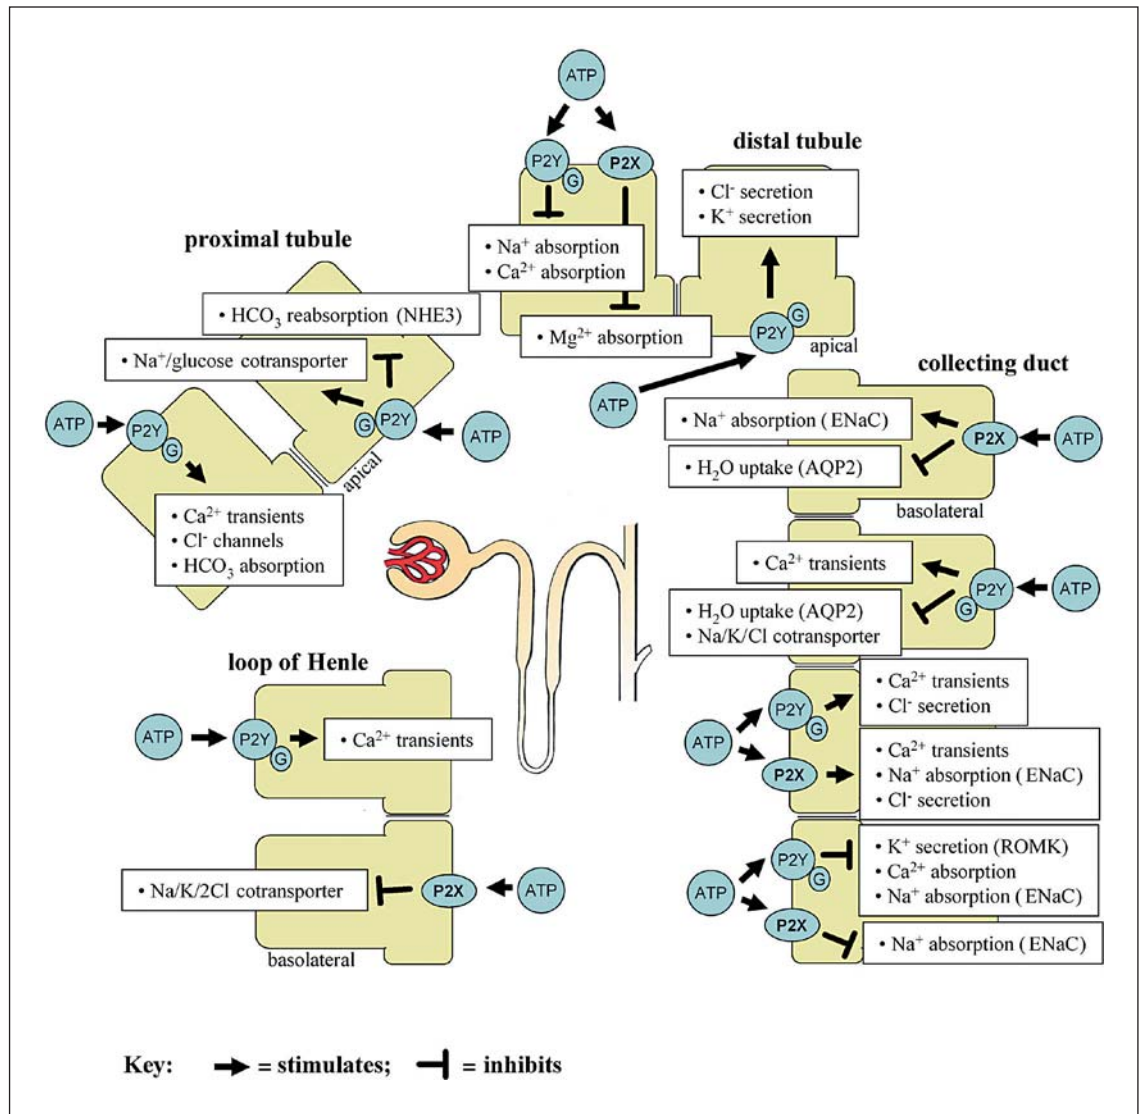 ATP
distal tubule
P2Y
G
P2X
• Cl⁻ secretion
• K⁺ secretion
• Na⁺ absorption
• Ca²⁺ absorption
• Mg²⁺ absorption
P2Y
G
apical
ATP
proximal tubule
• HCO₃ reabsorption (NHE3)
• Na⁺/glucose cotransporter
ATP
P2Y
G
G
P2Y
ATP
apical
• Ca²⁺ transients
• Cl⁻ channels
• HCO₃ absorption
collecting duct
• Na⁺ absorption (ENaC)
P2X
ATP
• H₂O uptake (AQP2)
basolateral
• Ca²⁺ transients
P2Y
G
ATP
• H₂O uptake (AQP2)
• Na/K/Cl cotransporter
ATP
P2Y
G
P2X
• Ca²⁺ transients
• Cl⁻ secretion
• Ca²⁺ transients
• Na⁺ absorption (ENaC)
• Cl⁻ secretion
ATP
P2Y
G
P2X
• K⁺ secretion (ROMK)
• Ca²⁺ absorption
• Na⁺ absorption (ENaC)
• Na⁺ absorption (ENaC)
loop of Henle
ATP
P2Y
G
• Ca²⁺ transients
• Na/K/2Cl cotransporter
P2X
ATP
basolateral
Key: = stimulates; = inhibits